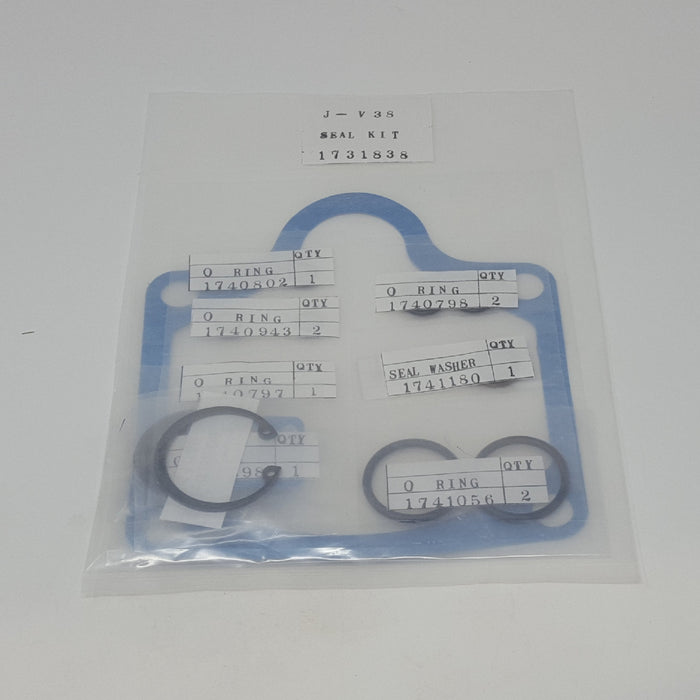 J-V38
SEAL KIT
1731838
QTY
O RING
1740802 1
QTY
O RING
1740798 2
QTY
O RING
1740943 2
QTY
SEAL WASHER
1741180 1
QTY
O RING
1
QTY
1
QTY
O RING
1741056 2